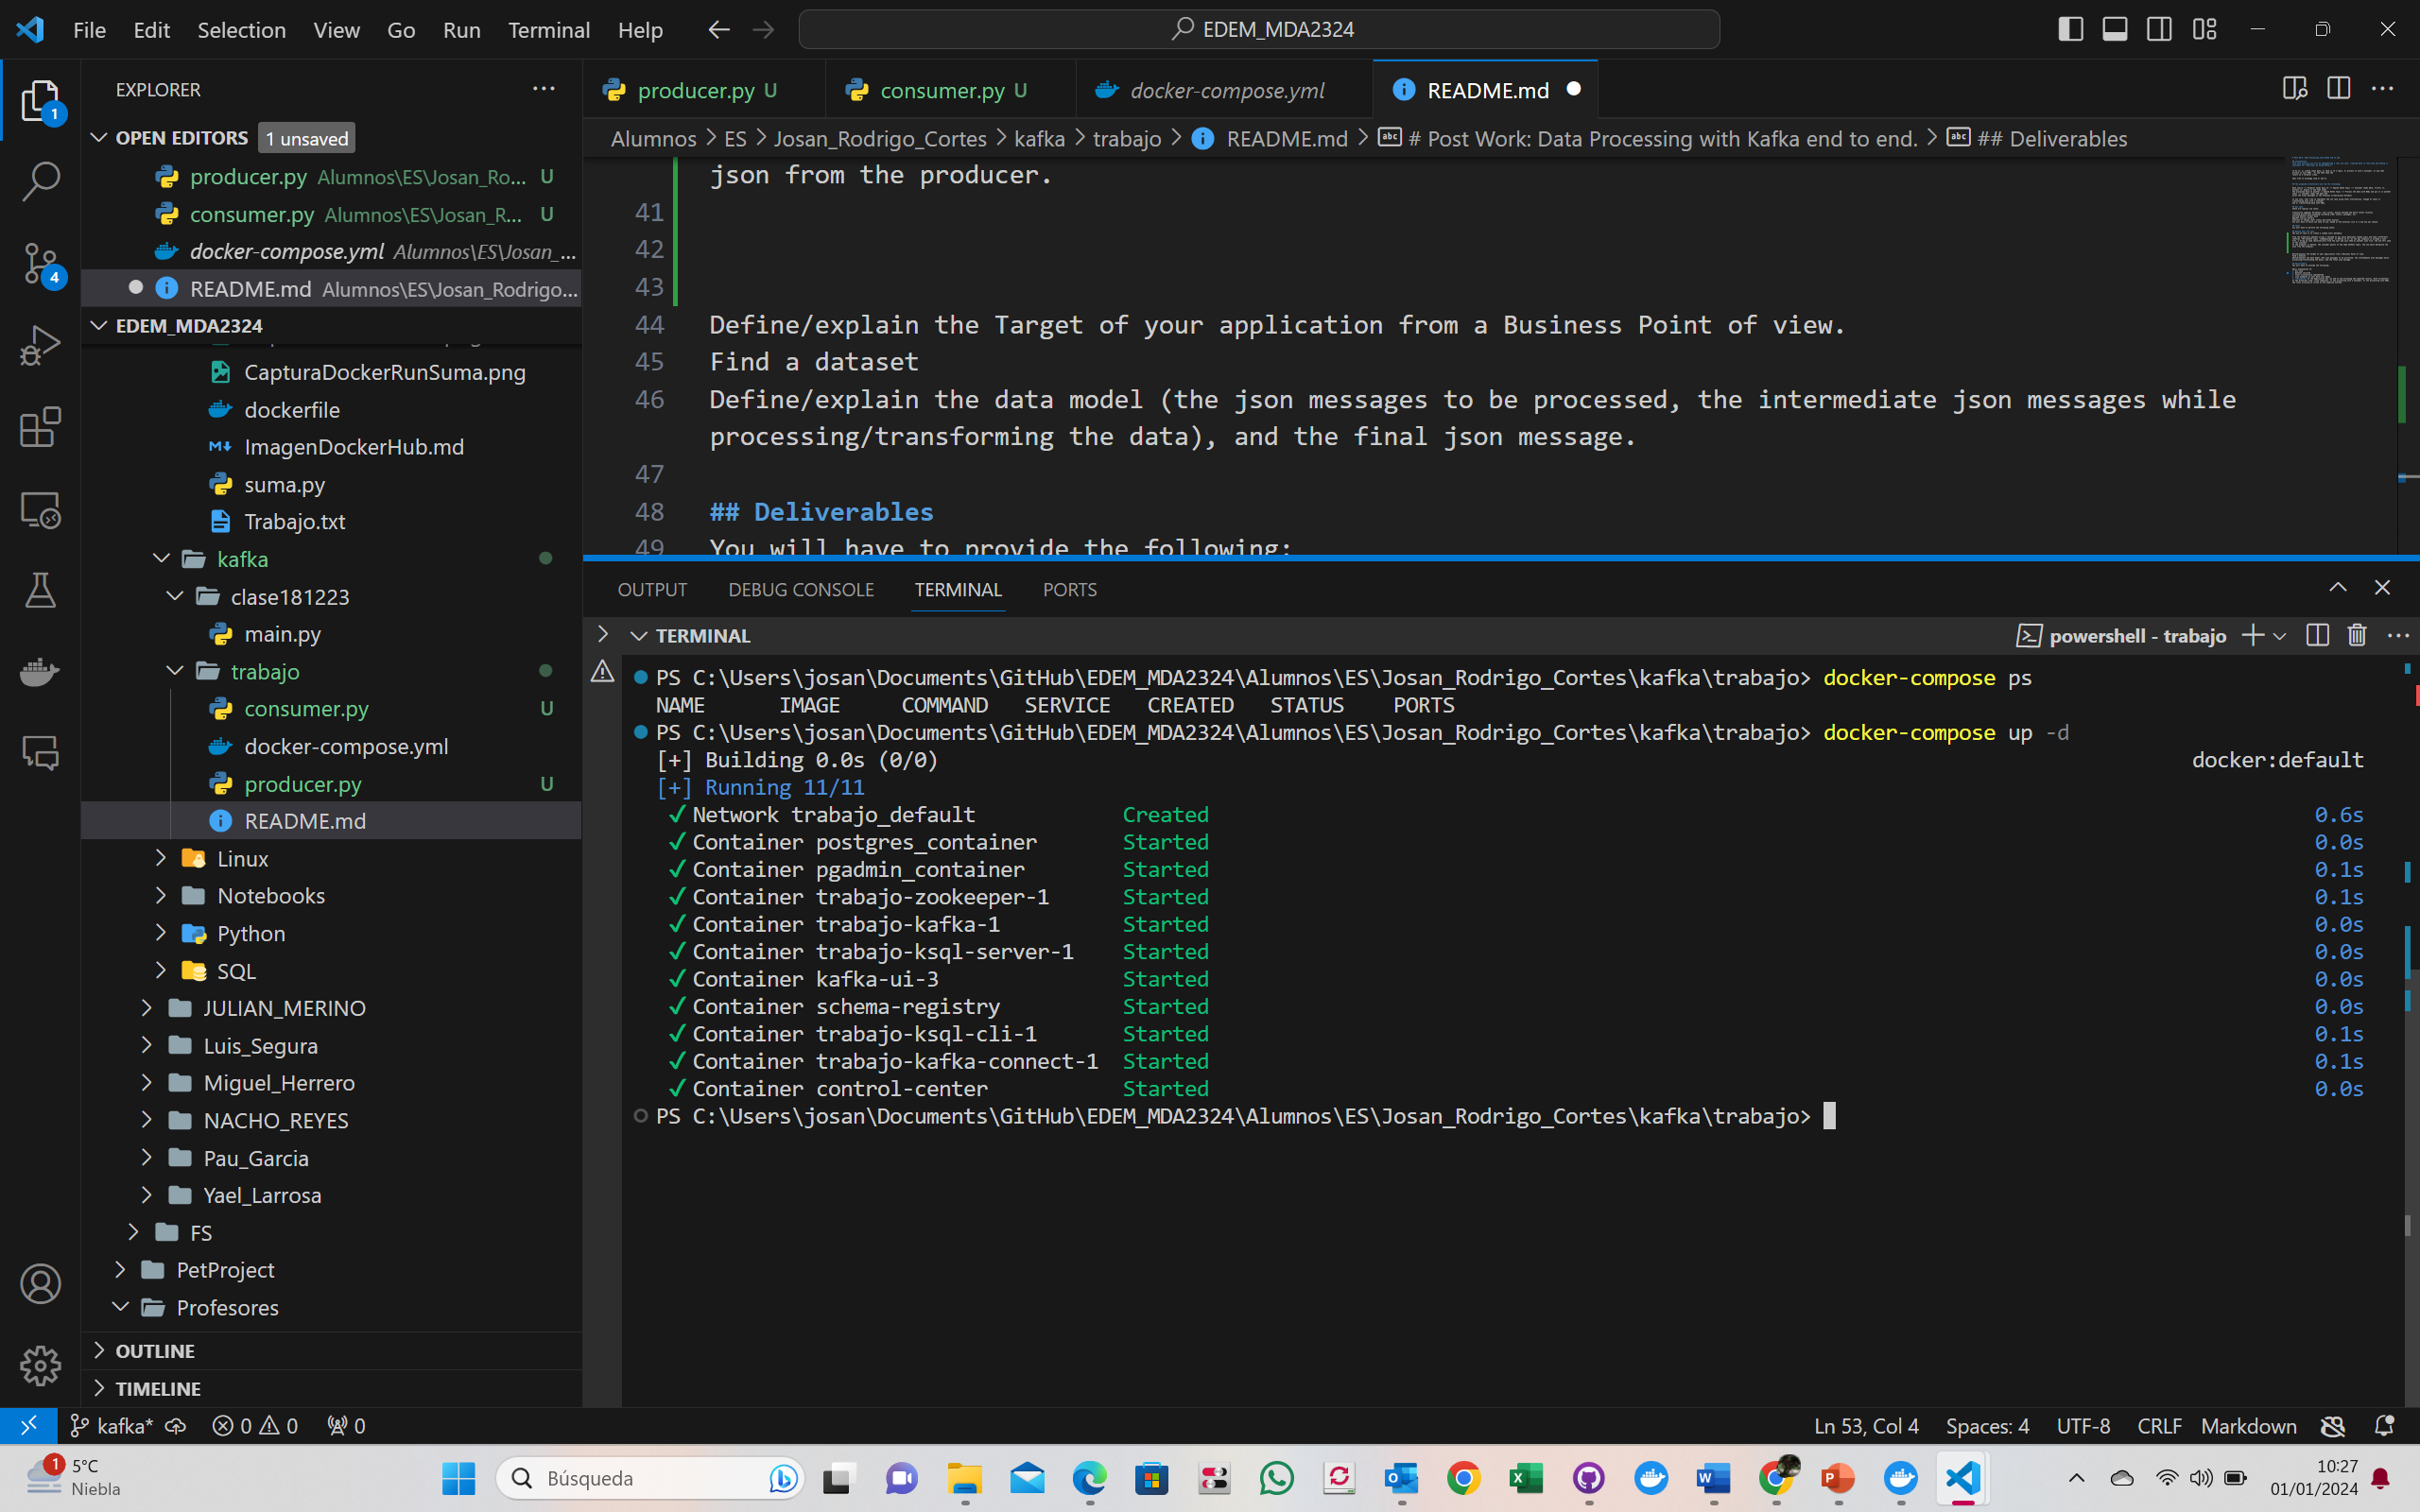 File Edit Selection View Go Run Terminal Help
EDEM_MDA2324
EXPLORER
OPEN EDITORS 1 unsaved
producer.py Alumnos\ES\Josan_Ro... U
consumer.py Alumnos\ES\Josan_R... U
docker-compose.yml Alumnos\ES\Josan_...
README.md Alumnos\ES\Josan_Rodrigo...
EDEM_MDA2324
CapturaDockerRunSuma.png
dockerfile
ImagenDockerHub.md
suma.py
Trabajo.txt
kafka
clase181223
main.py
trabajo
consumer.py U
docker-compose.yml
producer.py U
README.md
Linux
Notebooks
Python
SQL
JULIAN_MERINO
Luis_Segura
Miguel_Herrero
NACHO_REYES
Pau_Garcia
Yael_Larrosa
FS
PetProject
Profesores
OUTLINE
TIMELINE
1
4
producer.py U consumer.py U docker-compose.yml README.md
Alumnos > ES > Josan_Rodrigo_Cortes > kafka > trabajo > README.md > # Post Work: Data Processing with Kafka end to end. > ## Deliverables
json from the producer.
41
42
43
44 Define/explain the Target of your application from a Business Point of view.
45 Find a dataset
46 Define/explain the data model (the json messages to be processed, the intermediate json messages while
processing/transforming the data), and the final json message.
47
48 ## Deliverables
49 You will have to provide the following:
OUTPUT DEBUG CONSOLE TERMINAL PORTS
TERMINAL powershell - trabajo
PS C:\Users\josan\Documents\GitHub\EDEM_MDA2324\Alumnos\ES\Josan_Rodrigo_Cortes\kafka\trabajo> docker-compose ps
NAME IMAGE COMMAND SERVICE CREATED STATUS PORTS
PS C:\Users\josan\Documents\GitHub\EDEM_MDA2324\Alumnos\ES\Josan_Rodrigo_Cortes\kafka\trabajo> docker-compose up -d
[+] Building 0.0s (0/0) docker:default
[+] Running 11/11
✓ Network trabajo_default Created 0.6s
✓ Container postgres_container Started 0.0s
✓ Container pgadmin_container Started 0.1s
✓ Container trabajo-zookeeper-1 Started 0.1s
✓ Container trabajo-kafka-1 Started 0.0s
✓ Container trabajo-ksql-server-1 Started 0.0s
✓ Container kafka-ui-3 Started 0.0s
✓ Container schema-registry Started 0.0s
✓ Container trabajo-ksql-cli-1 Started 0.1s
✓ Container trabajo-kafka-connect-1 Started 0.1s
✓ Container control-center Started 0.0s
PS C:\Users\josan\Documents\GitHub\EDEM_MDA2324\Alumnos\ES\Josan_Rodrigo_Cortes\kafka\trabajo>
kafka* 0 0 0 Ln 53, Col 4 Spaces: 4 UTF-8 CRLF Markdown
1 5°C
Niebla
Búsqueda
10:27
01/01/2024